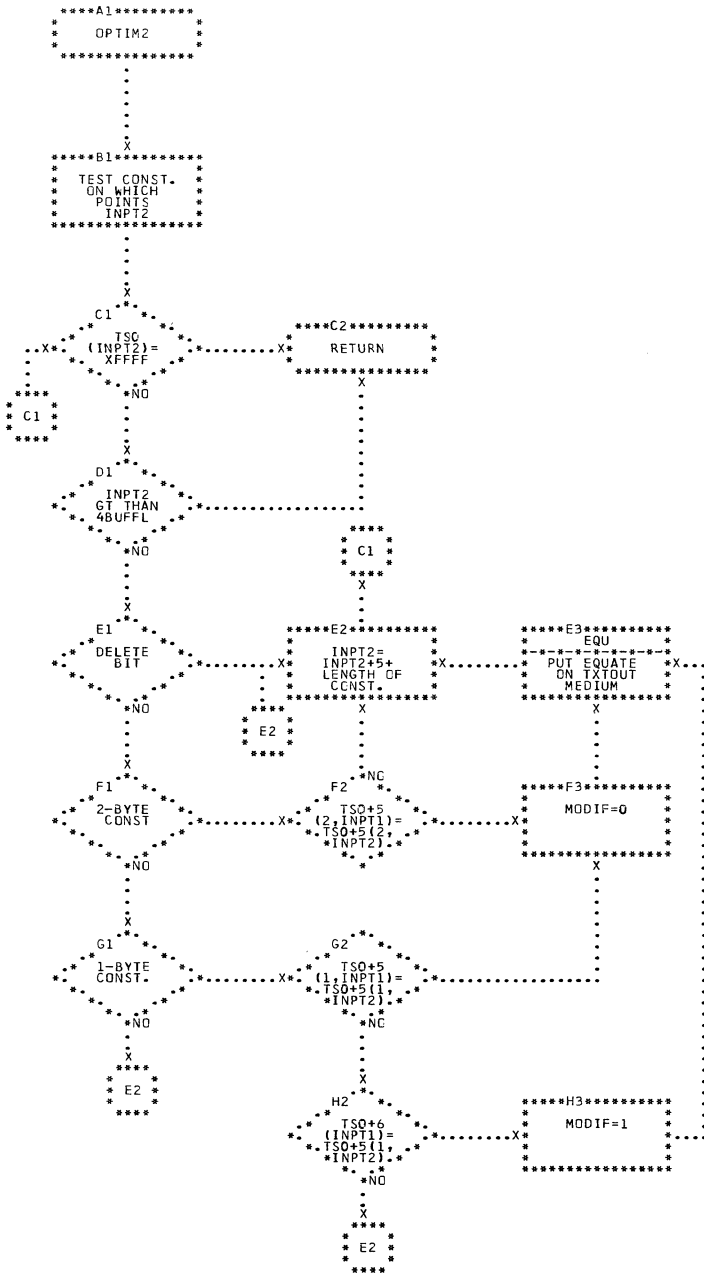 A1
OPTIM2
B1
TEST CONST.
ON WHICH
POINTS
INPT2
C1
TSO
(INPT2)=
XFFFF
C2
RETURN
NO
C1
D1
INPT2
GT THAN
4BUFFL
NO
C1
E1
DELETE
BIT
E2
INPT2=
INPT2+5+
LENGTH OF
CONST.
E3
EQU
PUT EQUATE
ON TXTOUT
MEDIUM
NO
E2
F1
2-BYTE
CONST
NO
F2
TSO+5
(2,INPT1)=
TSO+5(2,
INPT2)
F3
MODIF=0
NO
G1
1-BYTE
CONST.
G2
TSO+5
(1,INPT1)=
TSO+5(1,
INPT2)
NO
NO
E2
H2
TSO+6
(INPT1)=
TSO+5(1,
INPT2)
H3
MODIF=1
NO
E2